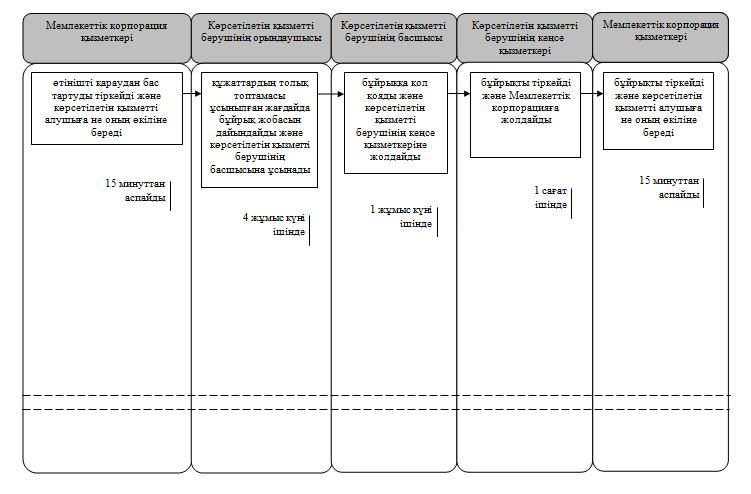 Мемлекеттік корпорация
қызметкері
Көрсетілетін қызметті
берушінің орындаушысы
Көрсетілетін қызметті
берушінің басшысы
Көрсетілетін қызметті
берушінің кеңсе
қызметкері
Мемлекеттік корпорация
қызметкері
өтінішті қараудан бас
тартуды тіркейді және
көрсетілетін қызметті
алушыға не оның өкіліне
береді
құжаттардың толық
топтамасы
ұсынылған жағдайда
бұйрық жобасын
дайындайды және
көрсетілетін қызметті
берушінің
басшысына ұсынады
бұйрыққа қол
қояды және
көрсетілетін
қызметті
берушінің кеңсе
қызметкеріне
жолдайды
бұйрықты тіркейді
және Мемлекеттік
корпорацияға
жолдайды
бұйрықты тіркейді
және көрсетілетін
қызметті алушыға
не оның өкіліне
береді
15 минуттан
аспайды
4 жұмыс күні
ішінде
1 жұмыс күні
ішінде
1 сағат
ішінде
15 минуттан
аспайды